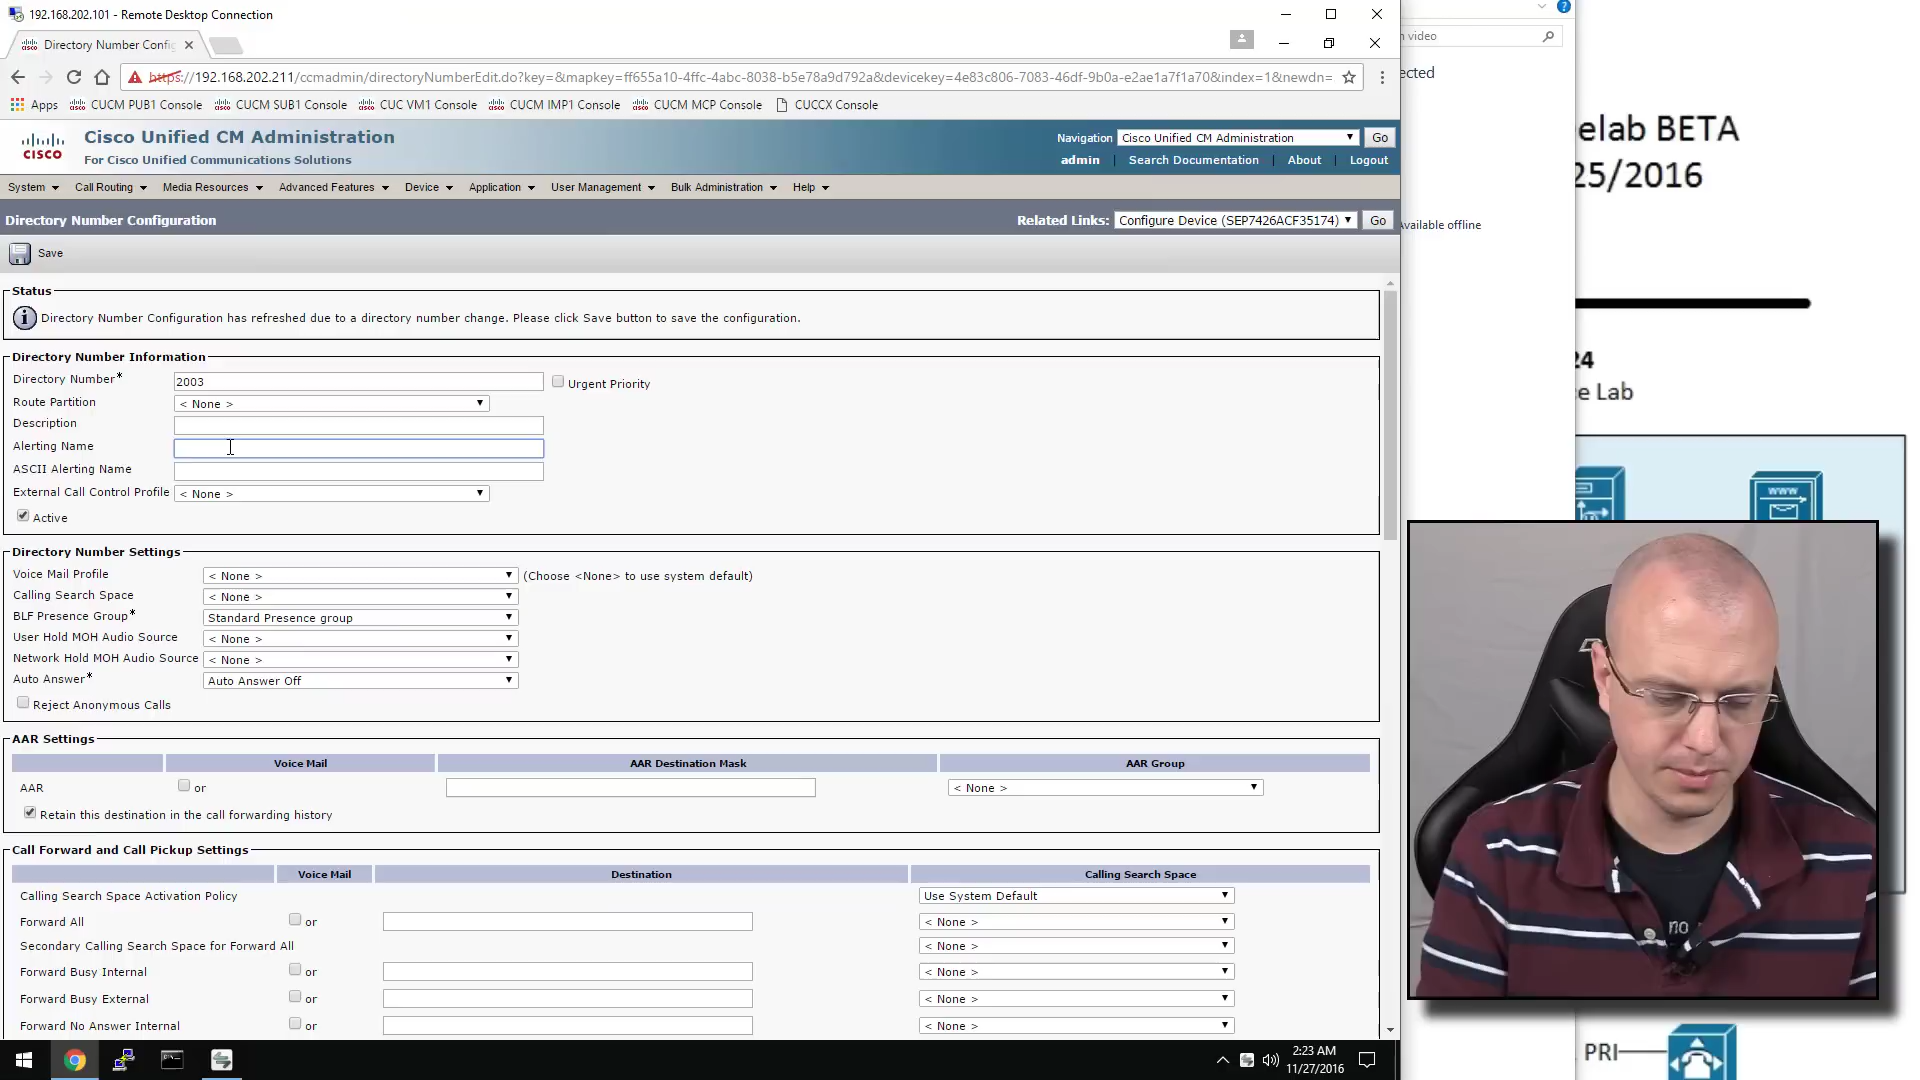 192.168.202.101 - Remote Desktop Connection
Directory Number Config
https://192.168.202.211/ccmadmin/directoryNumberEdit.do?key=&mapkey=ff655a10-4ffc-4abc-8038-b5e78a9d792a&devicekey=4e83c806-7083-46df-9b0a-e2ae1a7f1a70&index=1&newdn=
Apps CUCM PUB1 Console CUCM SUB1 Console CUC VM1 Console CUCM IMP1 Console CUCM MCP Console CUCCX Console
CISCO
Cisco Unified CM Administration
For Cisco Unified Communications Solutions
Navigation Cisco Unified CM Administration Go
admin Search Documentation About Logout
System Call Routing Media Resources Advanced Features Device Application User Management Bulk Administration Help
Directory Number Configuration
Related Links: Configure Device (SEP7426ACF35174) Go
Save
Status
Directory Number Configuration has refreshed due to a directory number change. Please click Save button to save the configuration.
Directory Number Information
Directory Number* 2003 Urgent Priority
Route Partition < None >
Description
Alerting Name
ASCII Alerting Name
External Call Control Profile < None >
Active
Directory Number Settings
Voice Mail Profile < None > (Choose <None> to use system default)
Calling Search Space < None >
BLF Presence Group* Standard Presence group
User Hold MOH Audio Source < None >
Network Hold MOH Audio Source < None >
Auto Answer* Auto Answer Off
Reject Anonymous Calls
AAR Settings
Voice Mail AAR Destination Mask AAR Group
AAR or < None >
Retain this destination in the call forwarding history
Call Forward and Call Pickup Settings
Voice Mail Destination Calling Search Space
Calling Search Space Activation Policy Use System Default
Forward All or < None >
Secondary Calling Search Space for Forward All < None >
Forward Busy Internal or < None >
Forward Busy External or < None >
Forward No Answer Internal or < None >
2:23 AM
11/27/2016
video
ected
elab BETA
25/2016
Available offline
24
e Lab
www
no
PRI